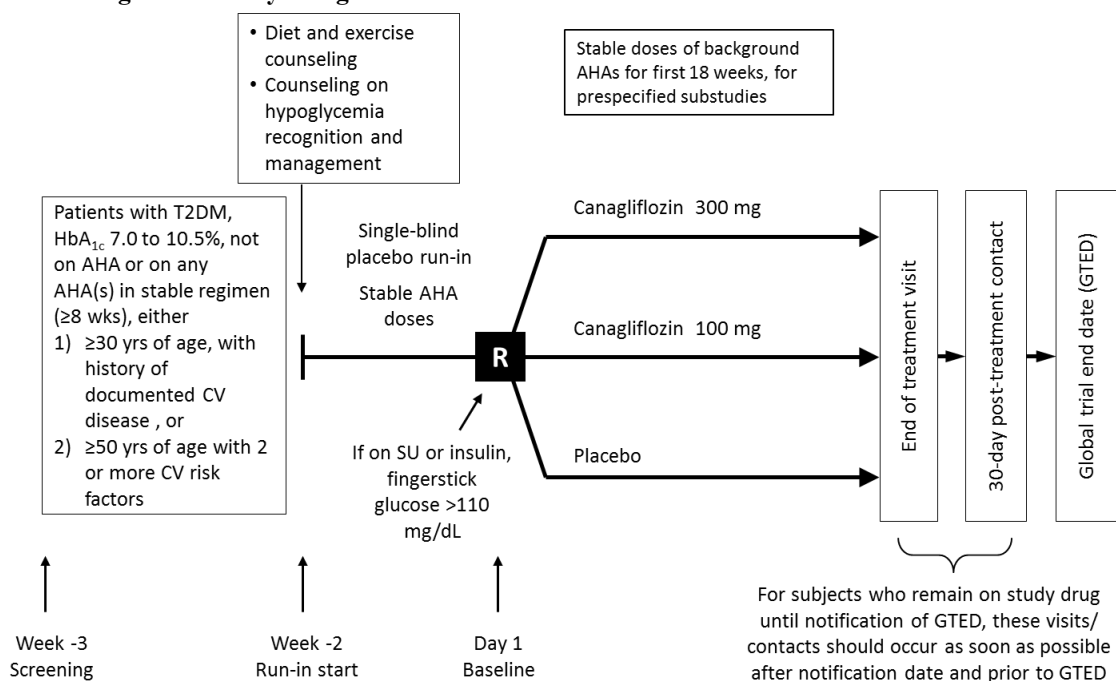 • Diet and exercise
counseling
• Counseling on
hypoglycemia
recognition and
management
Stable doses of background
AHAs for first 18 weeks, for
prespecified substudies
Patients with T2DM,
HbA1c 7.0 to 10.5%, not
on AHA or on any
AHA(s) in stable regimen
(≥8 wks), either
1) ≥30 yrs of age, with
history of
documented CV
disease , or
2) ≥50 yrs of age with 2
or more CV risk
factors
Single-blind
placebo run-in
Stable AHA
doses
R
If on SU or insulin,
fingerstick
glucose >110
mg/dL
Canagliflozin 300 mg
Canagliflozin 100 mg
Placebo
End of treatment visit
30-day post-treatment contact
Global trial end date (GTED)
Week -3
Screening
Week -2
Run-in start
Day 1
Baseline
For subjects who remain on study drug
until notification of GTED, these visits/
contacts should occur as soon as possible
after notification date and prior to GTED